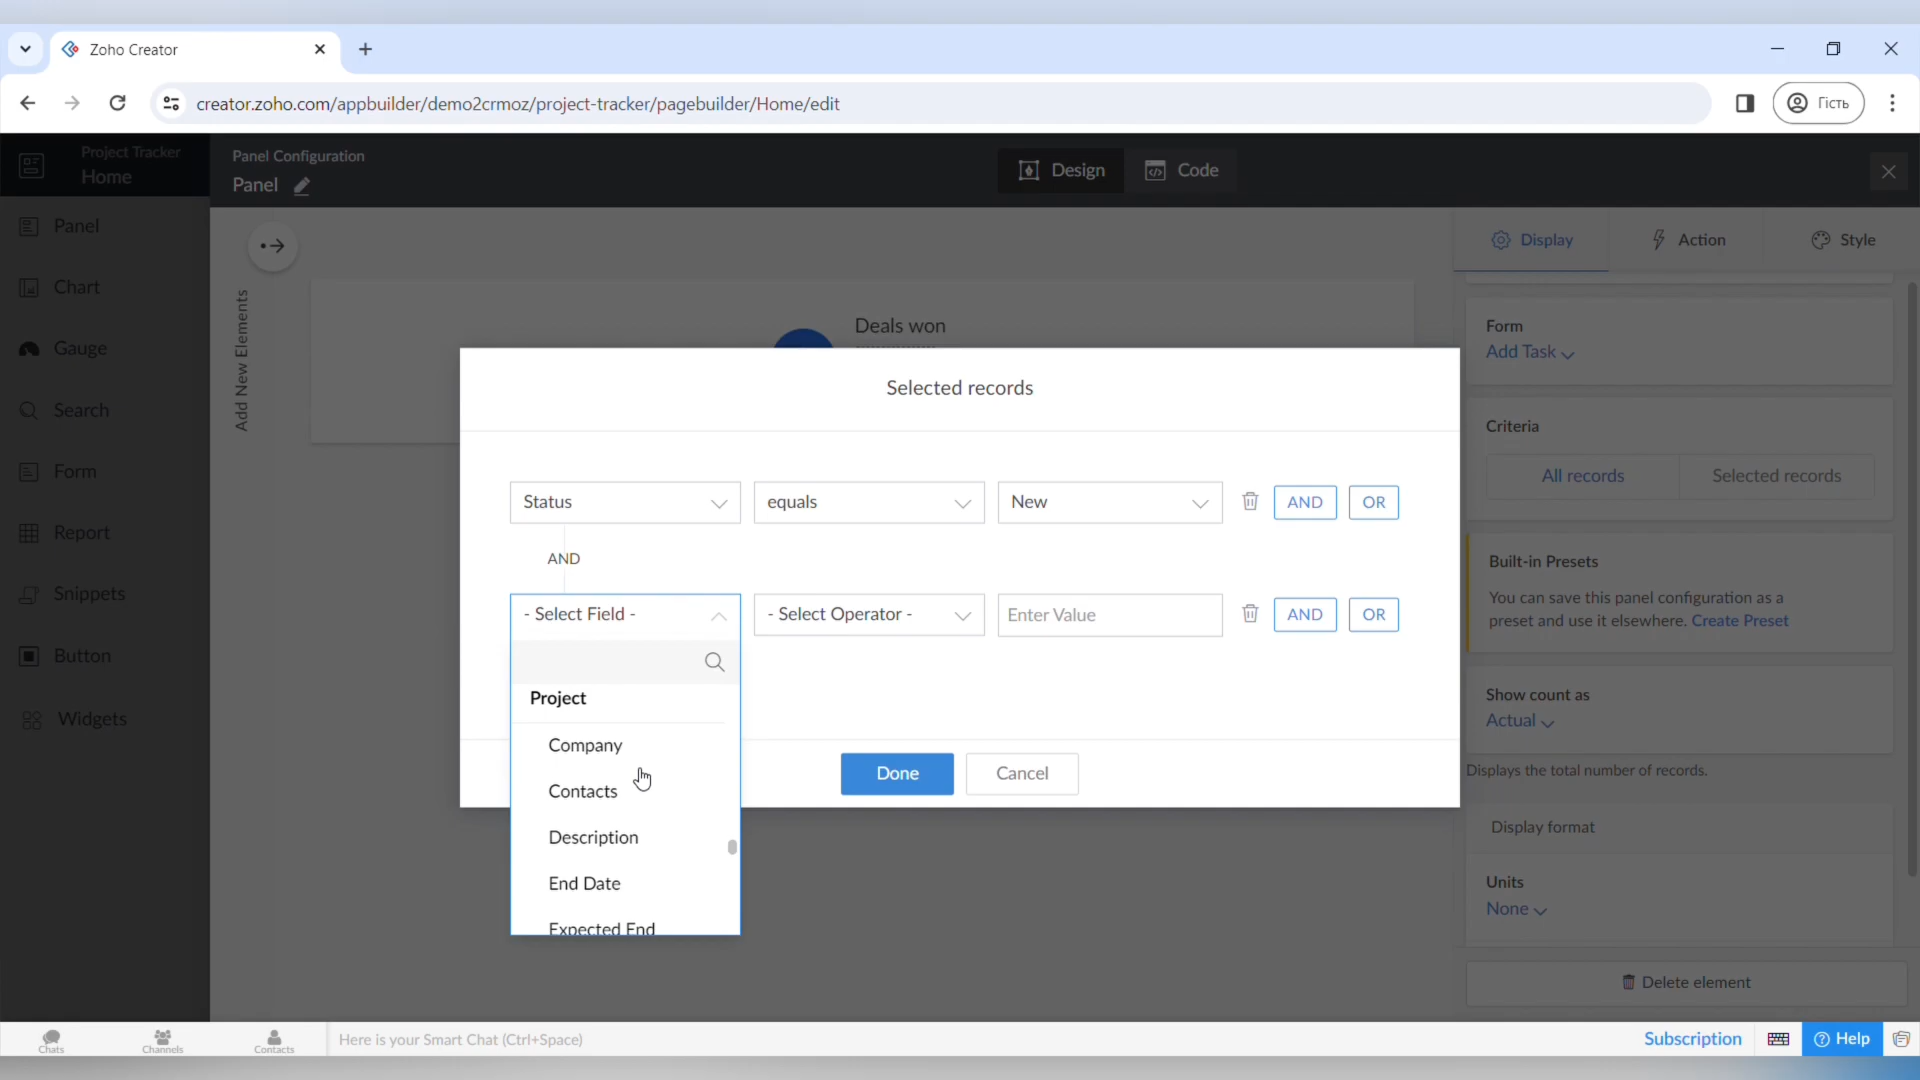 Zoho Creator
creator.zoho.com/appbuilder/demo2crmoz/project-tracker/pagebuilder/Home/edit
Гість
Project Tracker
Home
Panel Configuration
Panel
Design
Code
Panel
Chart
Gauge
Search
Form
Report
Snippets
Button
Widgets
Add New Elements
Deals won
Display
Action
Style
Form
Add Task
Criteria
All records
Selected records
Built-in Presets
You can save this panel configuration as a
preset and use it elsewhere. Create Preset
Show count as
Actual
Displays the total number of records.
Display format
Units
None
Delete element
Selected records
Status
equals
New
AND
OR
AND
- Select Field -
- Select Operator -
Enter Value
AND
OR
Project
Company
Contacts
Description
End Date
Expected End
Done
Cancel
Chats
Channels
Contacts
Here is your Smart Chat (Ctrl+Space)
Subscription
Help